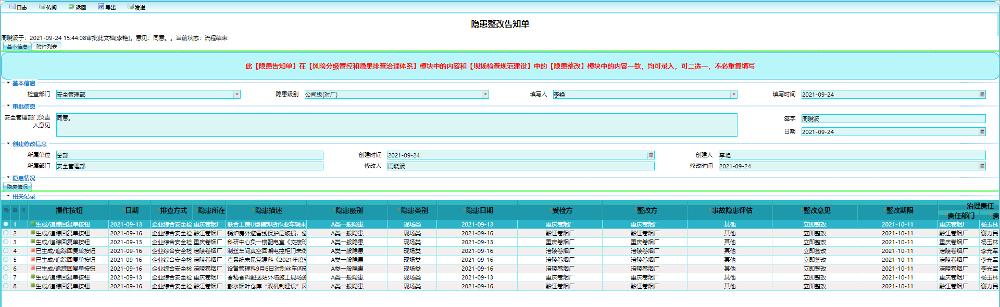 日志 传阅 返回 导出 发送
隐患整改告知单
周晓波于：2021-09-24 15:44:08审批此文档[李艳]。意见：同意。。当前状态：流程结束
基本信息 附件列表
此【隐患告知单】在【风险分级管控和隐患排查治理体系】模块中的内容和【现场检查规范建设】中的【隐患整改】模块中的内容一致，均可录入，可二选一，不必重复填写
基本信息
检查部门 安全管理部 隐患级别 公司级(对厂) 填写人 李艳 填写时间 2021-09-24
审批信息
安全管理部门负责人意见 同意。 签字 周晓波
日期 2021-09-24
创建修改信息
所属单位 总部 创建时间 2021-09-24 创建人 李艳
所属部门 安全管理部 修改人 周晓波 修改时间 2021-09-24
隐患情况
隐患情况
相关记录
操作按钮 日期 排查方式 隐患所在 隐患描述 隐患级别 隐患类别 隐患日期 受检方 整改方 事故隐患评估 整改意见 整改期限 治理责任
责任部门 责
1 生成/追踪回复单按钮 2021-09-13 企业综合安全检 重庆卷烟厂 联合工房U型槽卸货作业车辆未 A类一般隐患 现场类 2021-09-13 重庆卷烟厂 重庆卷烟厂 其他 立即整改 2021-10-11 重庆卷烟厂 杨玉林
2 生成/追踪回复单按钮 2021-09-16 企业综合安全检 黔江卷烟厂 锅炉房外避雷线保护层破损， A类一般隐患 现场类 2021-09-16 黔江卷烟厂 黔江卷烟厂 其他 立即整改 2021-10-11 黔江卷烟厂 谢力民
3 生成/追踪回复单按钮 2021-09-13 企业综合安全检 重庆卷烟厂 科研中心负一楼配电室《交接班 A类一般隐患 现场类 2021-09-13 重庆卷烟厂 重庆卷烟厂 其他 立即整改 2021-10-11 重庆卷烟厂 杨玉林
4 已生成/追踪回复单按钮 2021-09-16 企业综合安全检 涪陵卷烟厂 制丝车间真空回潮电控柜门未做 A类一般隐患 现场类 2021-09-16 涪陵卷烟厂 涪陵卷烟厂 其他 立即整改 2021-10-11 涪陵卷烟厂 李光军
5 已生成/追踪回复单按钮 2021-09-16 企业综合安全检 涪陵卷烟厂 查系统未见党建科《2021年度安 A类一般隐患 现场类 2021-09-16 涪陵卷烟厂 涪陵卷烟厂 其他 立即整改 2021-10-11 涪陵卷烟厂 李光军
6 已生成/追踪回复单按钮 2021-09-16 企业综合安全检 涪陵卷烟厂 设备管理科9月6日对制丝车间安 A类一般隐患 现场类 2021-09-16 涪陵卷烟厂 涪陵卷烟厂 其他 立即整改 2021-10-11 涪陵卷烟厂 李光军
7 生成/追踪回复单按钮 2021-09-13 企业综合安全检 重庆卷烟厂 香精香料配送站外墙施工现场施 A类一般隐患 现场类 2021-09-13 重庆卷烟厂 重庆卷烟厂 其他 立即整改 2021-10-11 重庆卷烟厂 杨玉林
8 生成/追踪回复单按钮 2021-09-16 企业综合安全检 黔江卷烟厂 彭水烟叶仓库“双机制建设”风 A类一般隐患 现场类 2021-09-16 黔江卷烟厂 黔江卷烟厂 其他 立即整改 2021-10-11 黔江卷烟厂 谢力民